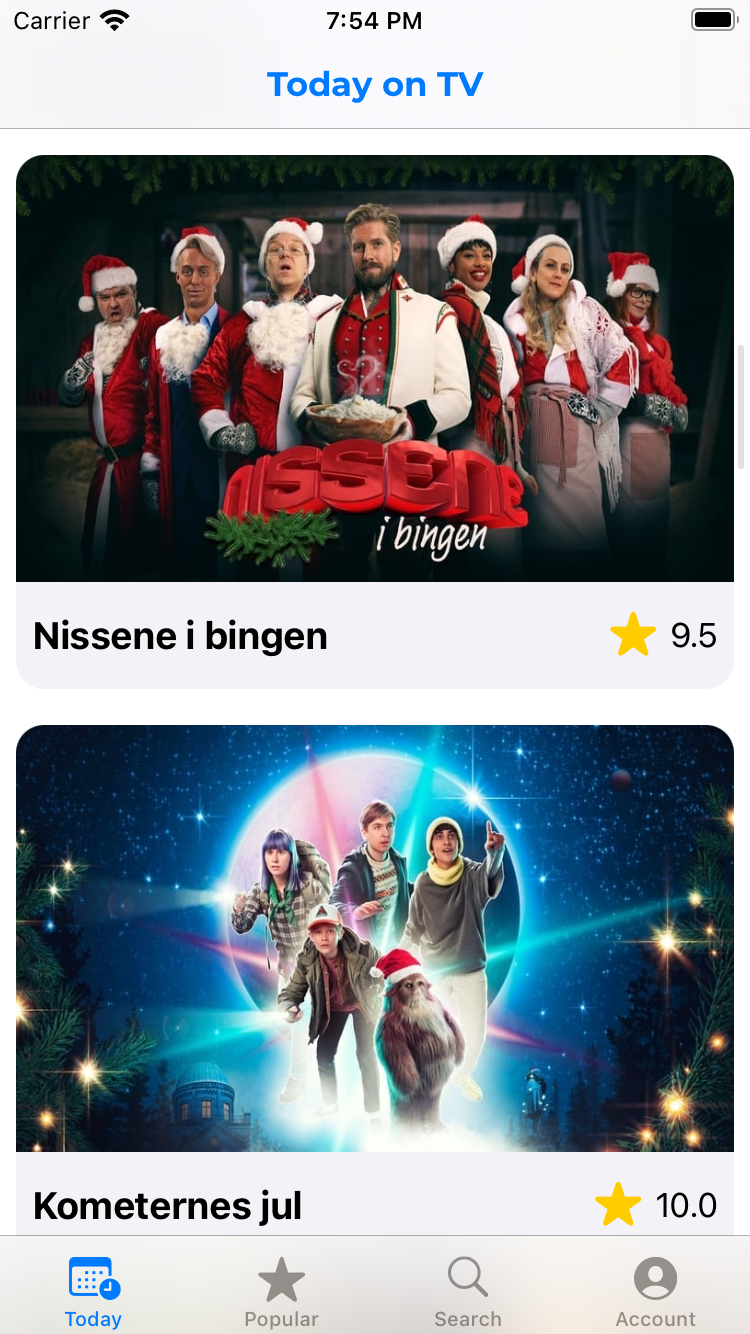 Carrier 7:54 PM
Today on TV
NISSENE
i bingen
Nissene i bingen 9.5
Kometernes jul 10.0
Today Popular Search Account